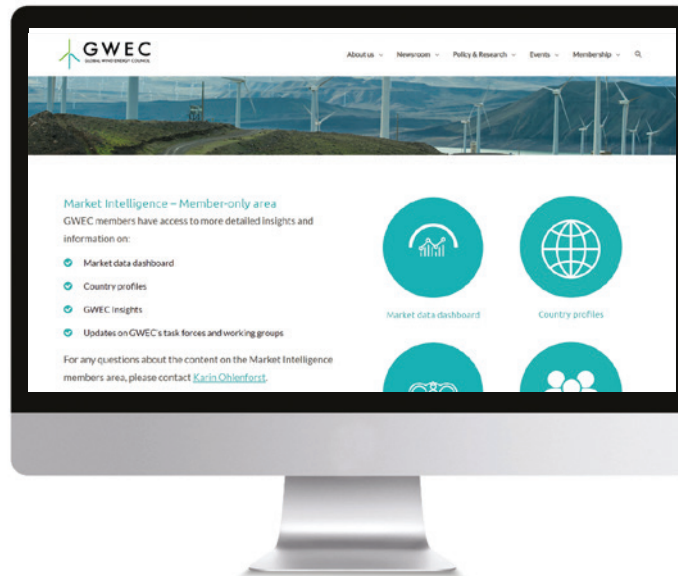 GWEC
GLOBAL WIND ENERGY COUNCIL
About us
Newsroom
Policy & Research
Events
Membership
Market Intelligence – Member-only area
GWEC members have access to more detailed insights and
information on:
Market data dashboard
Country profiles
GWEC Insights
Updates on GWEC's task forces and working groups
For any questions about the content on the Market Intelligence
members area, please contact Karin Ohlenforst.
Market data dashboard
Country profiles